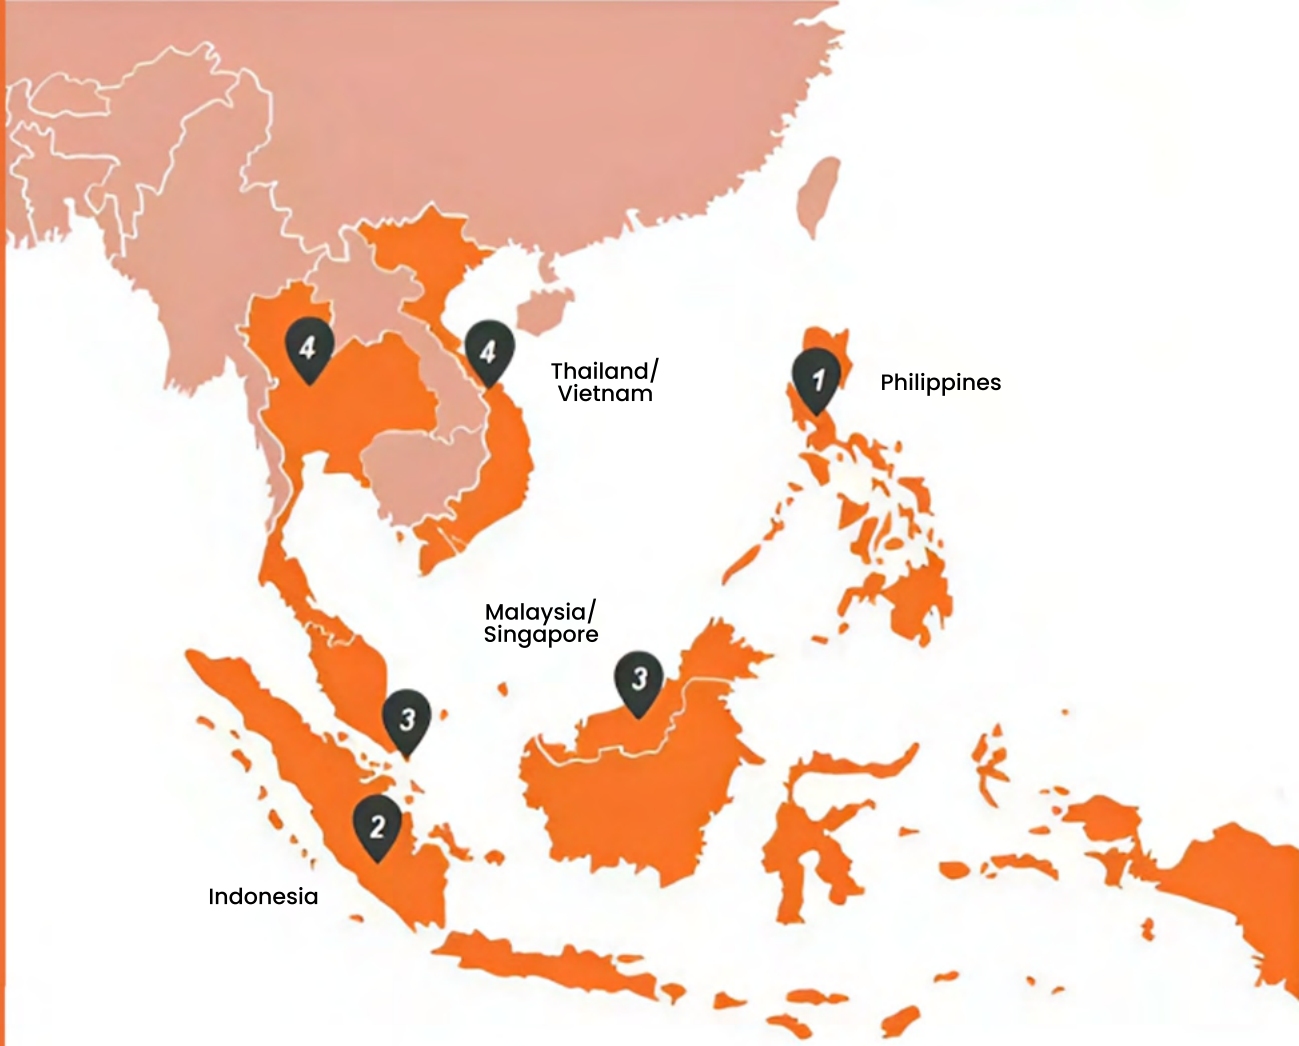 4
4
Thailand/
Vietnam
1
Philippines
Malaysia/
Singapore
3
3
2
Indonesia